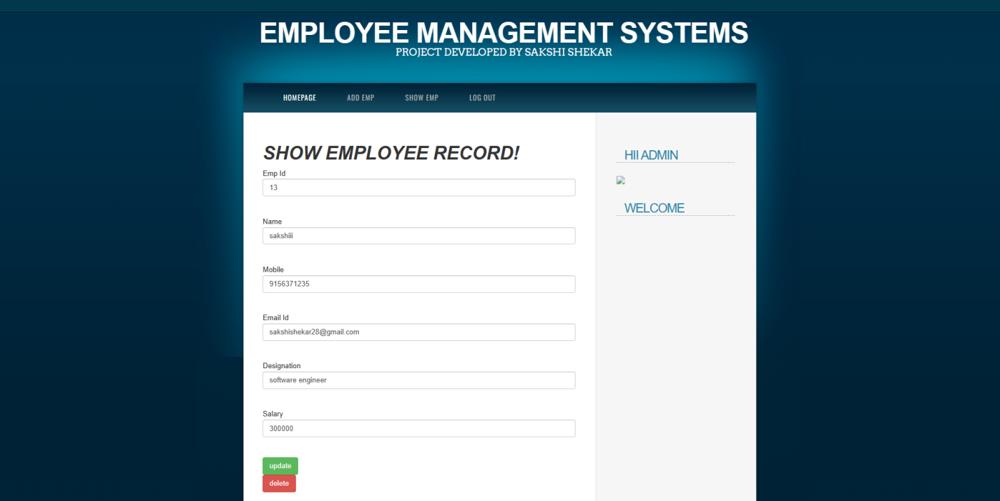 EMPLOYEE MANAGEMENT SYSTEMS
PROJECT DEVELOPED BY SAKSHI SHEKAR
HOMEPAGE ADD EMP SHOW EMP LOG OUT
SHOW EMPLOYEE RECORD!
Emp Id
13
Name
sakshiii
Mobile
9156371235
Email Id
sakshishekar28@gmail.com
Designation
software engineer
Salary
300000
update
delete
HII ADMIN
WELCOME